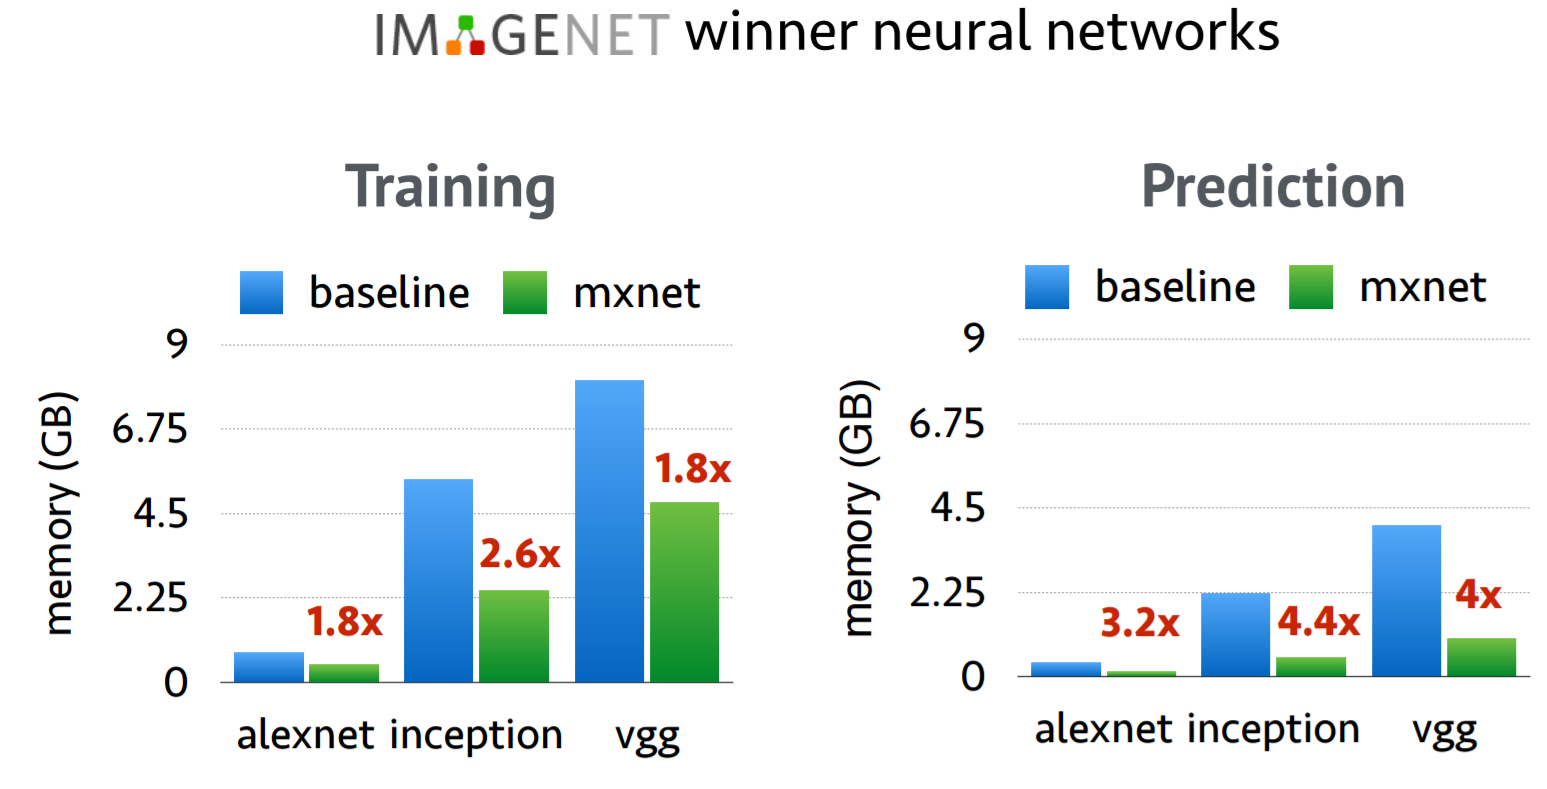 IMAGENET winner neural networks
Training
baseline mxnet
9
6.75
4.5
2.25
0
memory (GB)
1.8x
2.6x
1.8x
alexnet inception vgg
Prediction
baseline mxnet
9
6.75
4.5
2.25
0
memory (GB)
3.2x
4.4x
4x
alexnet inception vgg